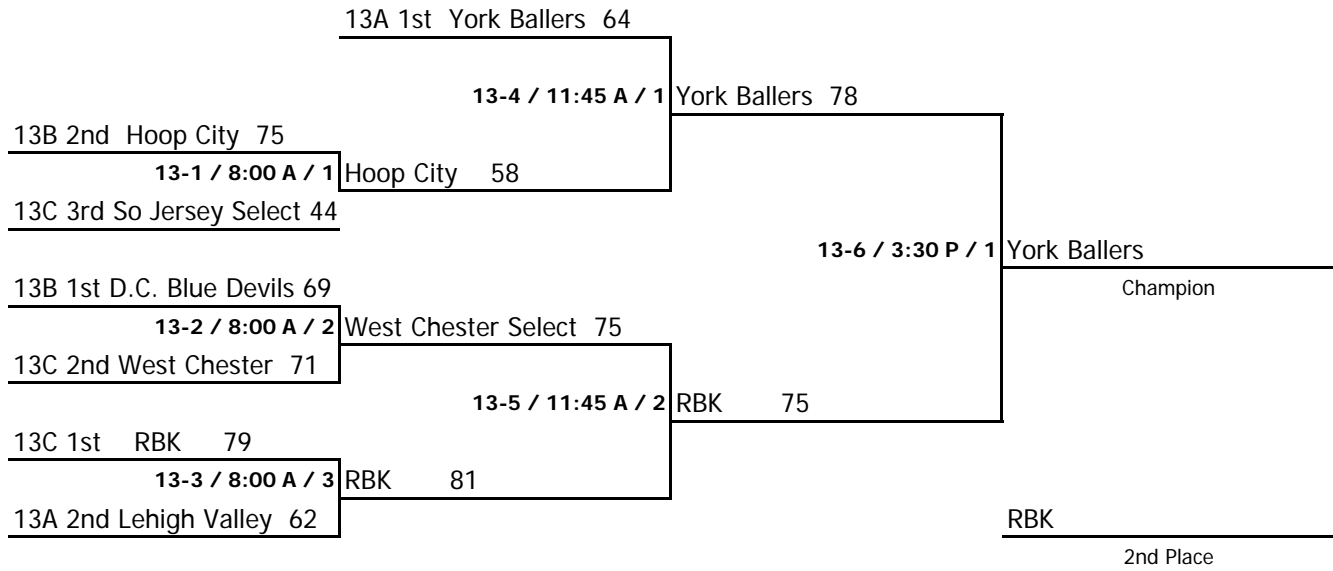 13A 1st York Ballers 64
13-4 / 11:45 A / 1 York Ballers 78
13B 2nd Hoop City 75
13-1 / 8:00 A / 1 Hoop City 58
13C 3rd So Jersey Select 44
13-6 / 3:30 P / 1 York Ballers
13B 1st D.C. Blue Devils 69
Champion
13-2 / 8:00 A / 2 West Chester Select 75
13C 2nd West Chester 71
13-5 / 11:45 A / 2 RBK 75
13C 1st RBK 79
13-3 / 8:00 A / 3 RBK 81
13A 2nd Lehigh Valley 62
RBK
2nd Place